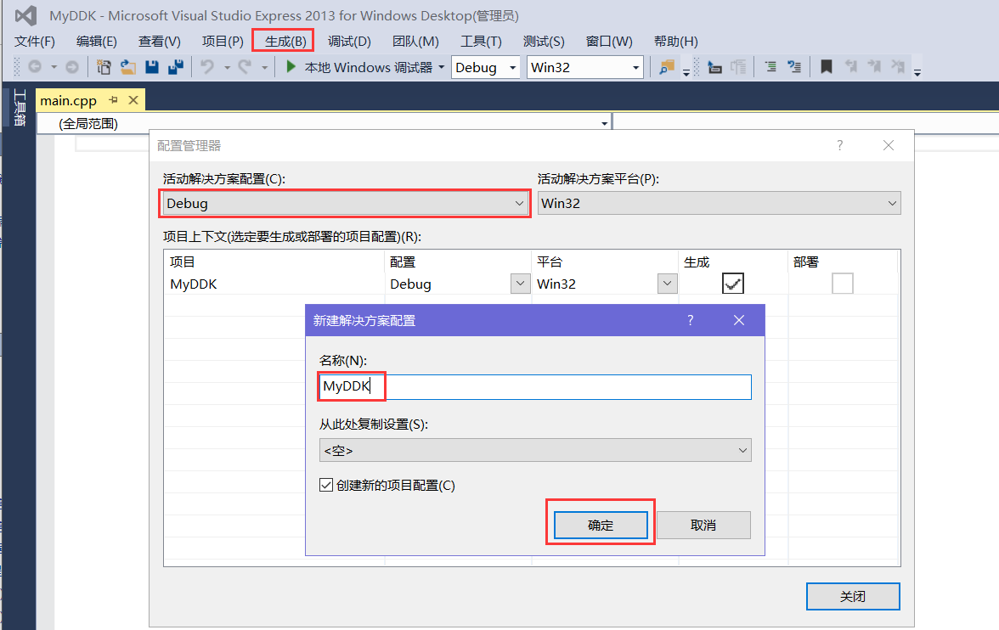 MyDDK - Microsoft Visual Studio Express 2013 for Windows Desktop(管理员)
文件(F) 编辑(E) 查看(V) 项目(P) 生成(B) 调试(D) 团队(M) 工具(T) 测试(S) 窗口(W) 帮助(H)
本地 Windows 调试器 Debug Win32
工具箱
main.cpp
(全局范围)
配置管理器 ?
活动解决方案配置(C): 活动解决方案平台(P):
Debug Win32
项目上下文(选定要生成或部署的项目配置)(R):
项目 配置 平台 生成 部署
MyDDK Debug Win32
新建解决方案配置 ?
名称(N):
MyDDK
从此处复制设置(S):
<空>
创建新的项目配置(C)
确定 取消
关闭